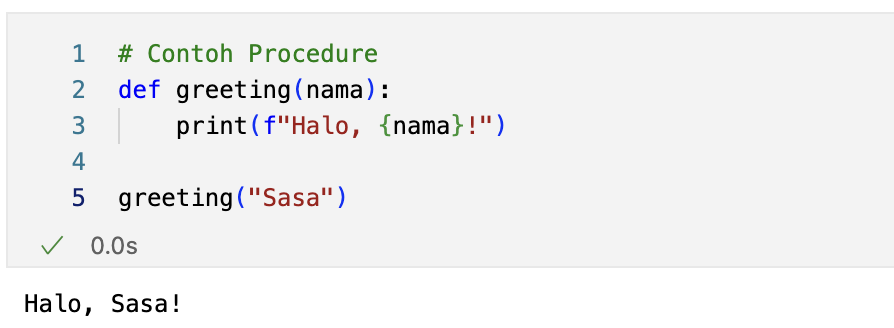 1 # Contoh Procedure
2 def greeting(nama):
3     print(f"Halo, {nama}!")
4
5 greeting("Sasa")
0.0s
Halo, Sasa!